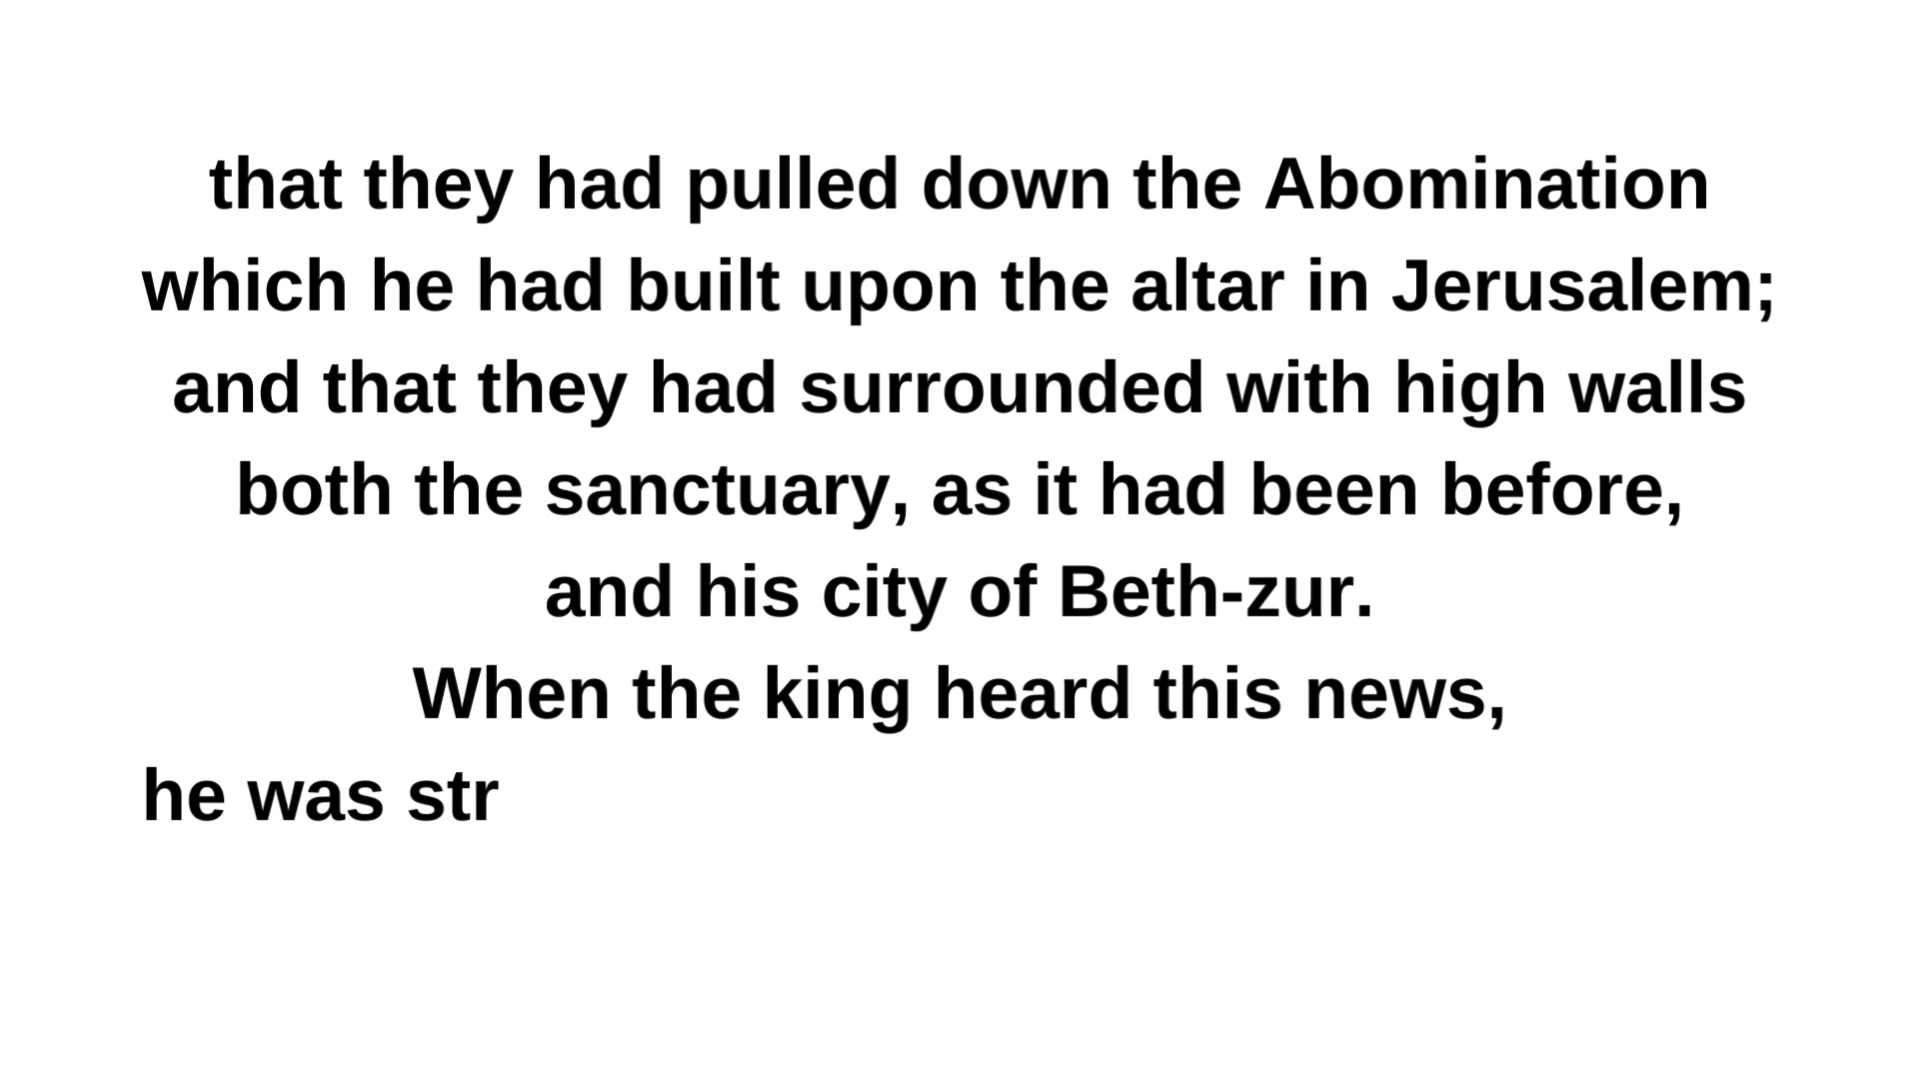 that they had pulled down the Abomination
which he had built upon the altar in Jerusalem;
and that they had surrounded with high walls
both the sanctuary, as it had been before,
and his city of Beth-zur.
When the king heard this news,
he was str